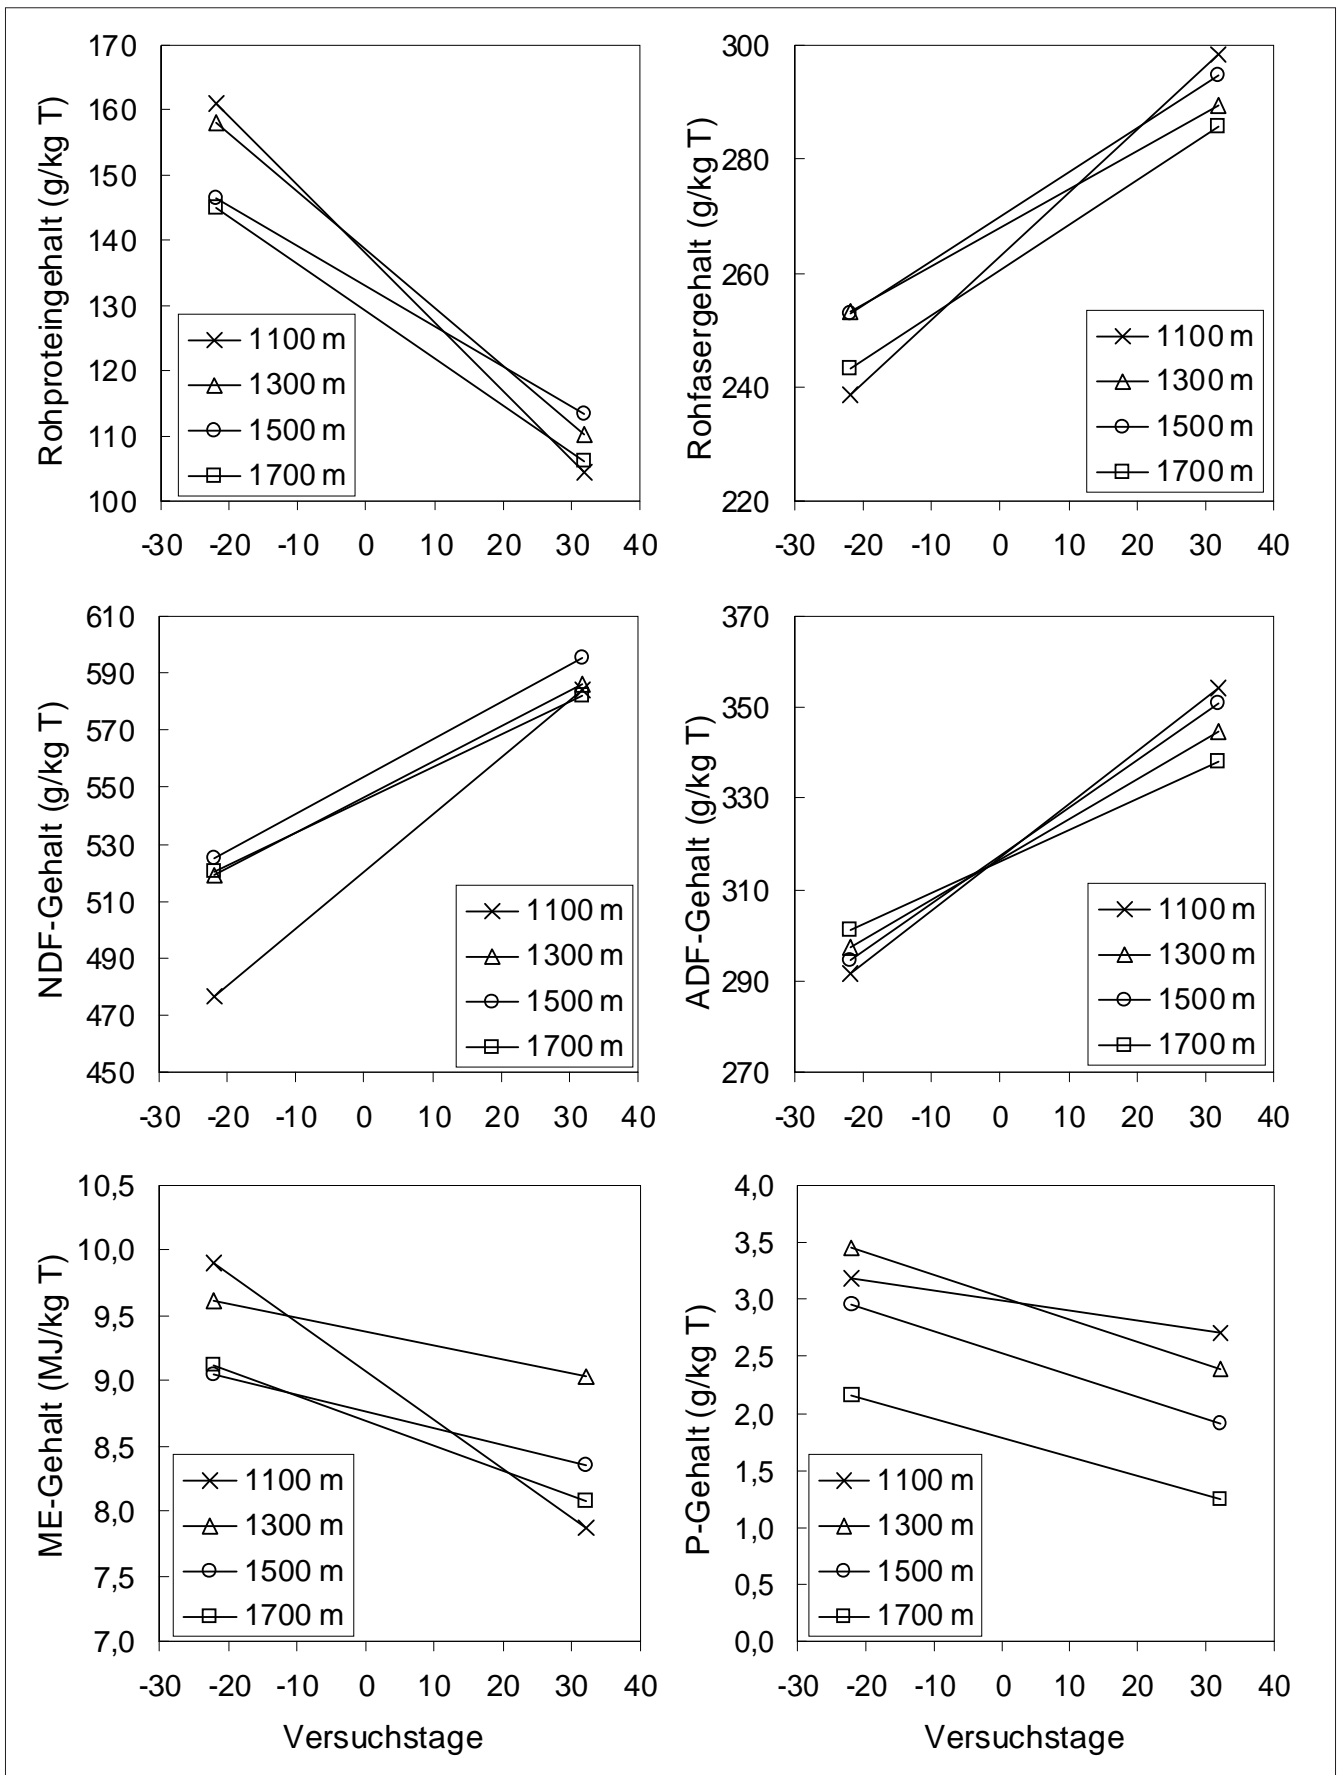 Rohproteingehalt (g/kg T)
170
160
150
140
130
120
110
100
-30 -20 -10 0 10 20 30 40
1100 m
1300 m
1500 m
1700 m
Rohfasergehalt (g/kg T)
300
280
260
240
220
-30 -20 -10 0 10 20 30 40
1100 m
1300 m
1500 m
1700 m
NDF-Gehalt (g/kg T)
610
590
570
550
530
510
490
470
450
-30 -20 -10 0 10 20 30 40
1100 m
1300 m
1500 m
1700 m
ADF-Gehalt (g/kg T)
370
350
330
310
290
270
-30 -20 -10 0 10 20 30 40
1100 m
1300 m
1500 m
1700 m
ME-Gehalt (MJ/kg T)
10,5
10,0
9,5
9,0
8,5
8,0
7,5
7,0
-30 -20 -10 0 10 20 30 40
Versuchstage
1100 m
1300 m
1500 m
1700 m
P-Gehalt (g/kg T)
4,0
3,5
3,0
2,5
2,0
1,5
1,0
0,5
0,0
-30 -20 -10 0 10 20 30 40
Versuchstage
1100 m
1300 m
1500 m
1700 m